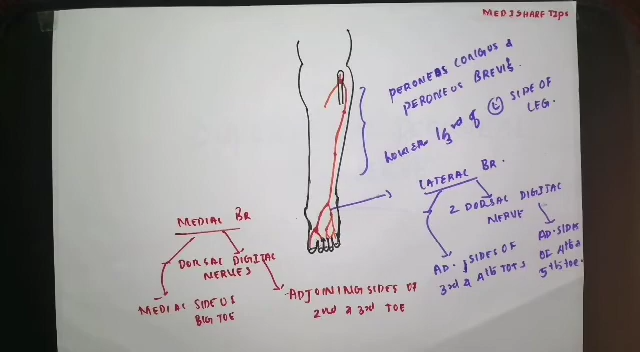 MEDISHARE TIPS
PERONEUS LONGUS &
PERONEUS BREVIS.
LOWER 1/3rd of (L) SIDE OF
LEG.
LATERAL BR.
2 DORSAL DIGITAL
NERVE
AD. SIDES OF
3rd & 4th TOES
AD. SIDES
OF 4th &
5th toe.
MEDIAL BR
DORSAL DIGITAL
NERVES
MEDIAL SIDE OF
BIG TOE
ADJOINING SIDES OF
2nd & 3rd TOE